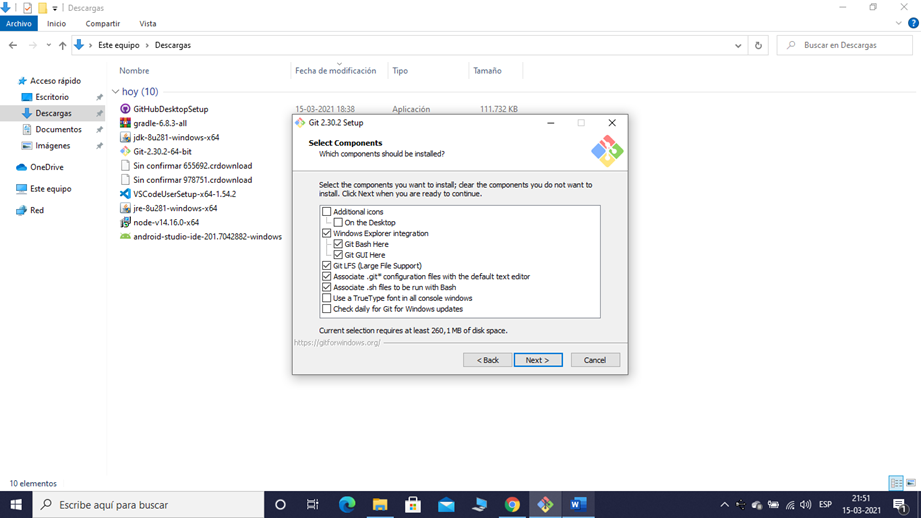 Descargas
Archivo
Inicio
Compartir
Vista
Este equipo > Descargas
Buscar en Descargas
Nombre
Fecha de modificación
Tipo
Tamaño
Acceso rápido
Escritorio
Descargas
Documentos
Imágenes
OneDrive
Este equipo
Red
hoy (10)
GitHubDesktopSetup 15-03-2021 18:38 Aplicación 111.732 KB
gradle-6.8.3-all
jdk-8u281-windows-x64
Git-2.30.2-64-bit
Sin confirmar 655692.crdownload
Sin confirmar 978751.crdownload
VSCodeUserSetup-x64-1.54.2
jre-8u281-windows-x64
node-v14.16.0-x64
android-studio-ide-201.7042882-windows
Git 2.30.2 Setup
Select Components
Which components should be installed?
Select the components you want to install; clear the components you do not want to
install. Click Next when you are ready to continue.
Additional icons
On the Desktop
Windows Explorer integration
Git Bash Here
Git GUI Here
Git LFS (Large File Support)
Associate .git* configuration files with the default text editor
Associate .sh files to be run with Bash
Use a TrueType font in all console windows
Check daily for Git for Windows updates
Current selection requires at least 260,1 MB of disk space.
https://gitforwindows.org/
< Back
Next >
Cancel
10 elementos
Escribe aquí para buscar
ESP
21:51
15-03-2021
1